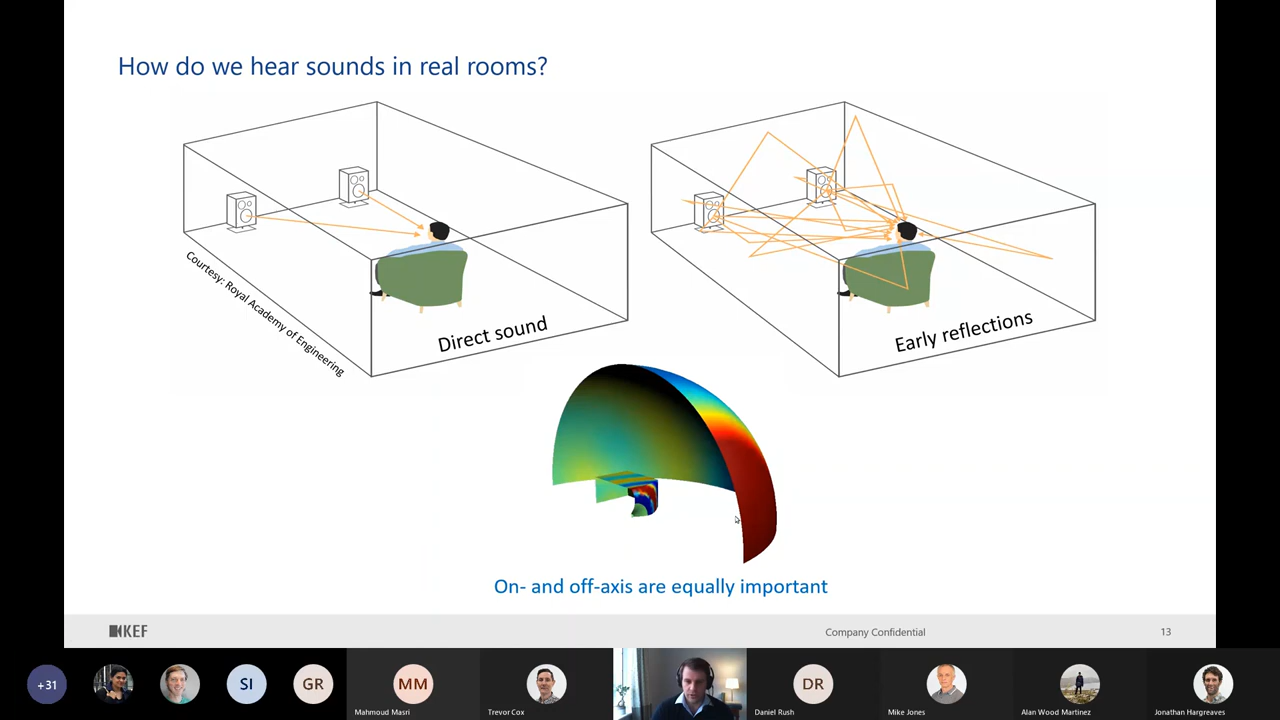 How do we hear sounds in real rooms?
Courtesy: Royal Academy of Engineering
Direct sound
Early reflections
On- and off-axis are equally important
KEF
Company Confidential
13
+31
SI
GR
MM
DR
Mahmoud Masri
Trevor Cox
Daniel Rush
Mike Jones
Alan Wood Martinez
Jonathan Hargreaves